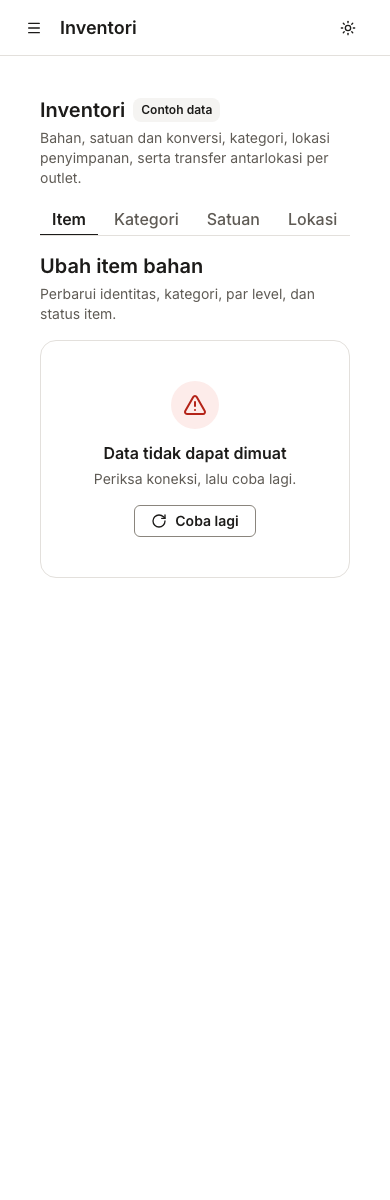 Inventori
Inventori
Contoh data
Bahan, satuan dan konversi, kategori, lokasi
penyimpanan, serta transfer antarlokasi per
outlet.
Item Kategori Satuan Lokasi
Ubah item bahan
Perbarui identitas, kategori, par level, dan
status item.
Data tidak dapat dimuat
Periksa koneksi, lalu coba lagi.
Coba lagi